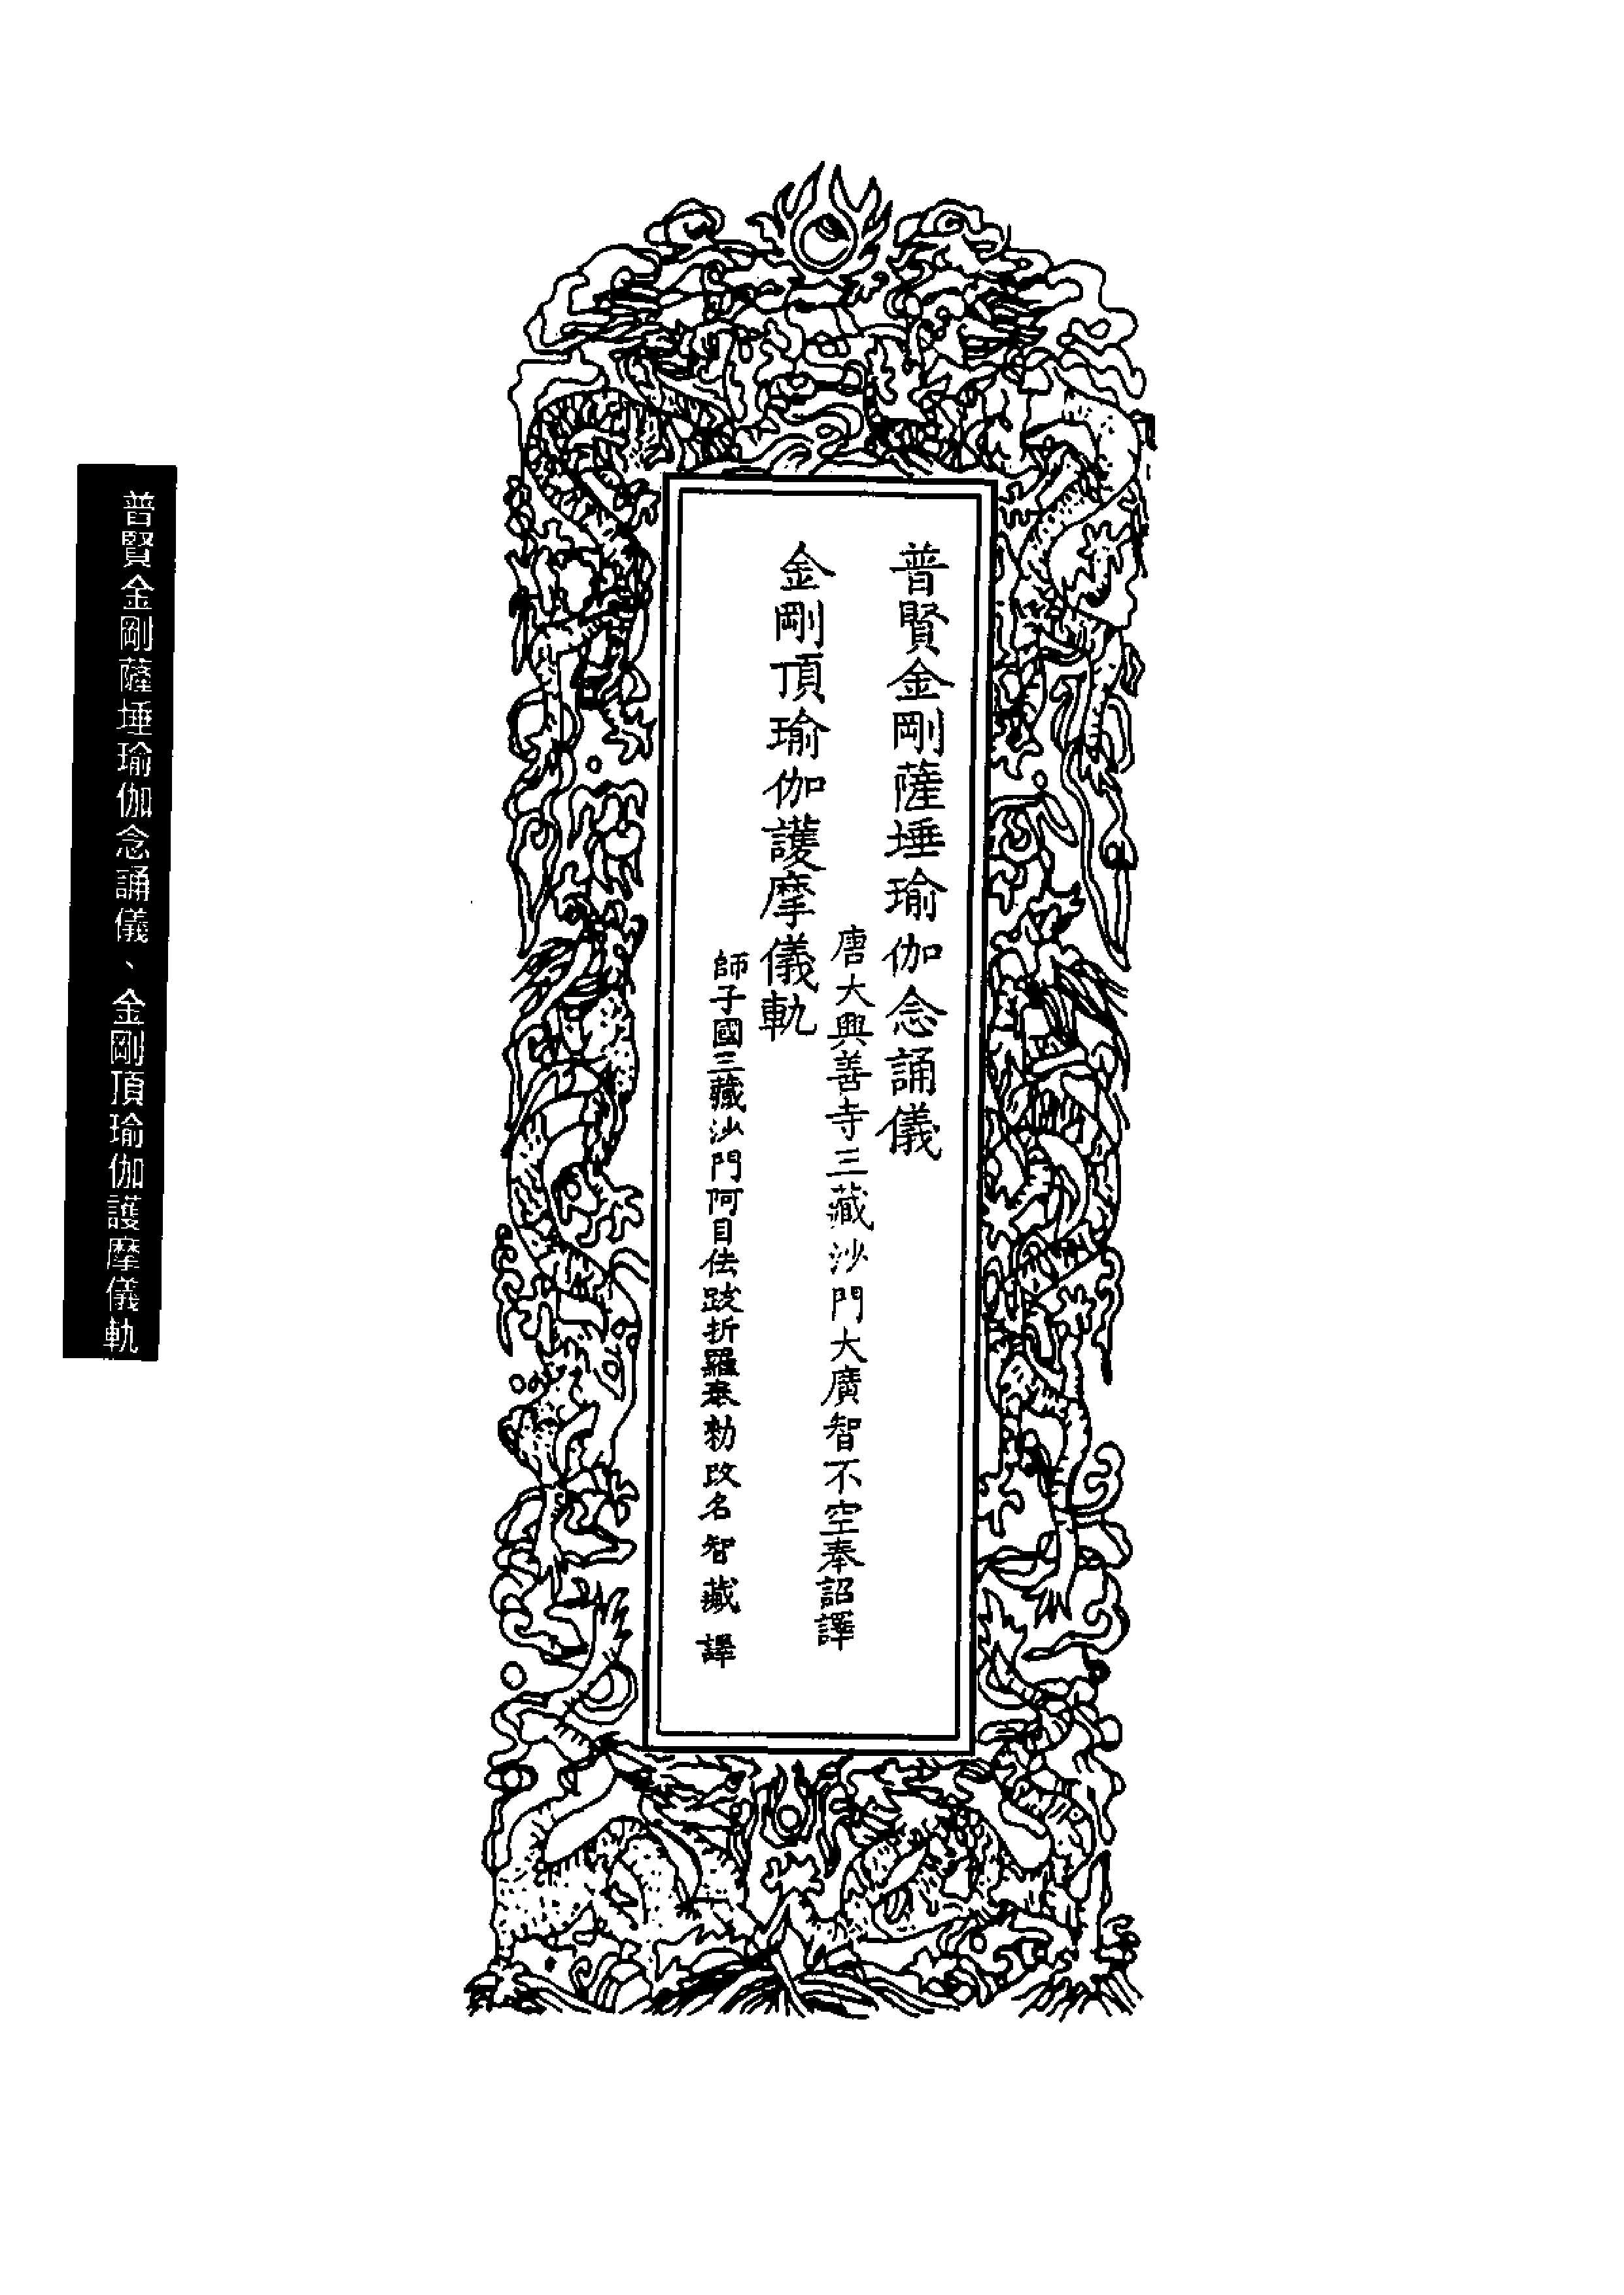 普賢金剛薩埵瑜伽念誦儀
唐大興善寺三藏沙門大廣智不空奉詔譯
金剛頂瑜伽護摩儀軌
師子國三藏沙門阿目佉跋折羅奉勑改名智藏譯
普賢金剛薩埵瑜伽念誦儀、金剛頂瑜伽護摩儀軌